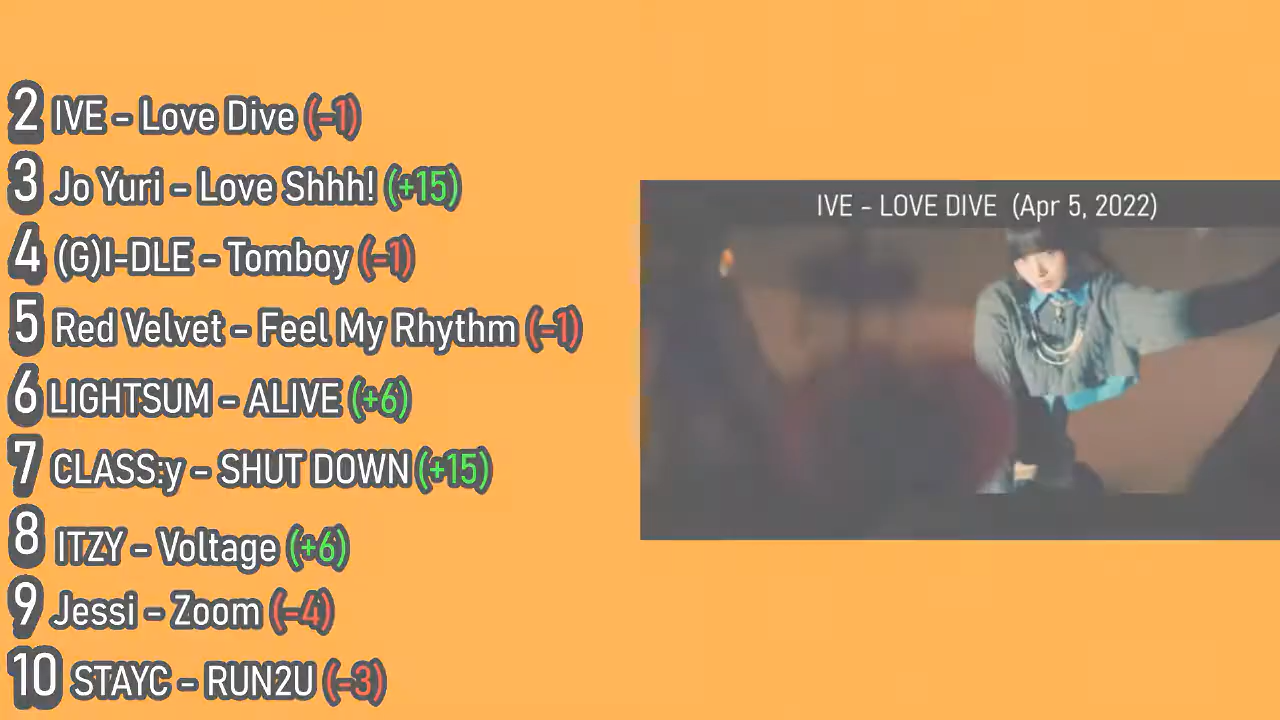 2 IVE - Love Dive (-1)
3 Jo Yuri - Love Shhh! (+15)
4 (G)I-DLE - Tomboy (-1)
5 Red Velvet - Feel My Rhythm (-1)
6 LIGHTSUM - ALIVE (+6)
7 CLASS:y - SHUT DOWN (+15)
8 ITZY - Voltage (+6)
9 Jessi - Zoom (-4)
10 STAYC - RUN2U (-3)
IVE - LOVE DIVE (Apr 5, 2022)